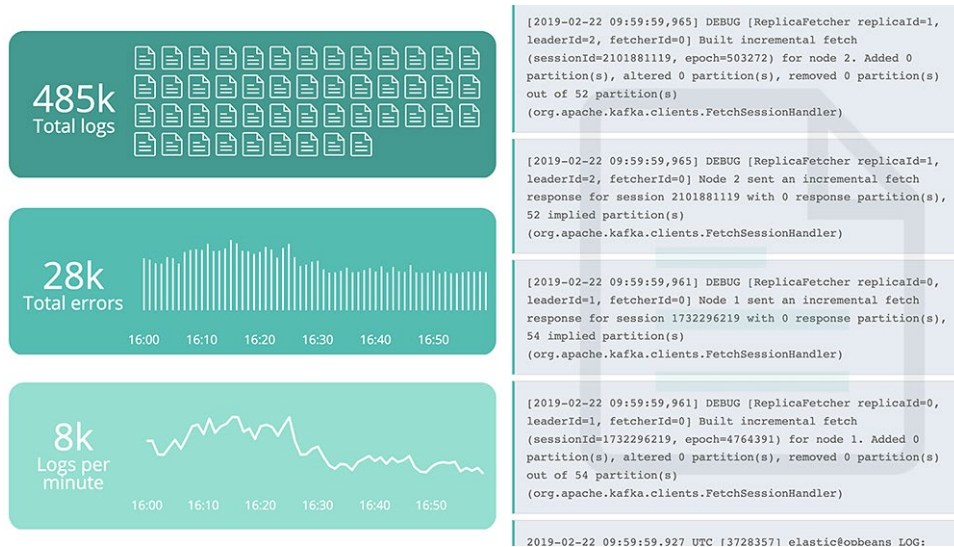 485k
Total logs
28k
Total errors
16:00 16:10 16:20 16:30 16:40 16:50
8k
Logs per
minute
16:00 16:10 16:20 16:30 16:40 16:50
[2019-02-22 09:59:59,965] DEBUG [ReplicaFetcher replicaId=1,
leaderId=2, fetcherId=0] Built incremental fetch
(sessionId=2101881119, epoch=503272) for node 2. Added 0
partition(s), altered 0 partition(s), removed 0 partition(s)
out of 52 partition(s)
(org.apache.kafka.clients.FetchSessionHandler)
[2019-02-22 09:59:59,965] DEBUG [ReplicaFetcher replicaId=1,
leaderId=2, fetcherId=0] Node 2 sent an incremental fetch
response for session 2101881119 with 0 response partition(s),
52 implied partition(s)
(org.apache.kafka.clients.FetchSessionHandler)
[2019-02-22 09:59:59,961] DEBUG [ReplicaFetcher replicaId=0,
leaderId=1, fetcherId=0] Node 1 sent an incremental fetch
response for session 1732296219 with 0 response partition(s),
54 implied partition(s)
(org.apache.kafka.clients.FetchSessionHandler)
[2019-02-22 09:59:59,961] DEBUG [ReplicaFetcher replicaId=0,
leaderId=1, fetcherId=0] Built incremental fetch
(sessionId=1732296219, epoch=4764391) for node 1. Added 0
partition(s), altered 0 partition(s), removed 0 partition(s)
out of 54 partition(s)
(org.apache.kafka.clients.FetchSessionHandler)
2019-02-22 09:59:59.927 UTC [3728357] elastic@opbeans LOG: